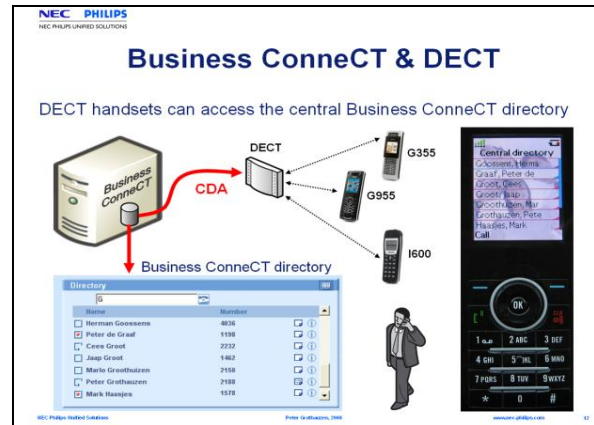 NEC PHILIPS
NEC PHILIPS UNIFIED SOLUTIONS
Business ConneCT & DECT
DECT handsets can access the central Business ConneCT directory
DECT
G355
Business
ConneCT
CDA
G955
I600
Business ConneCT directory
Directory
G
Name Number
Herman Goossens 4036
Peter de Graaf 1198
Cees Groot 2232
Jaap Groot 1462
Mario Groothuizen 2150
Peter Grothauzen 2188
Mark Haasjes 1578
Central directory
Goossens, Herma
Graaf, Peter de
Groot, Cees
Groot, Jaap
Groothuizen, Mar
Grothauzen, Pete
Haasjes, Mark
Call
OK
1 2 ABC 3 DEF
4 GHI 5 JKL 6 MNO
7 PQRS 8 TUV 9 WXYZ
* 0 #
NEC Philips Unified Solutions Peter Grothauzen, 2008 www.nec-philips.com 12